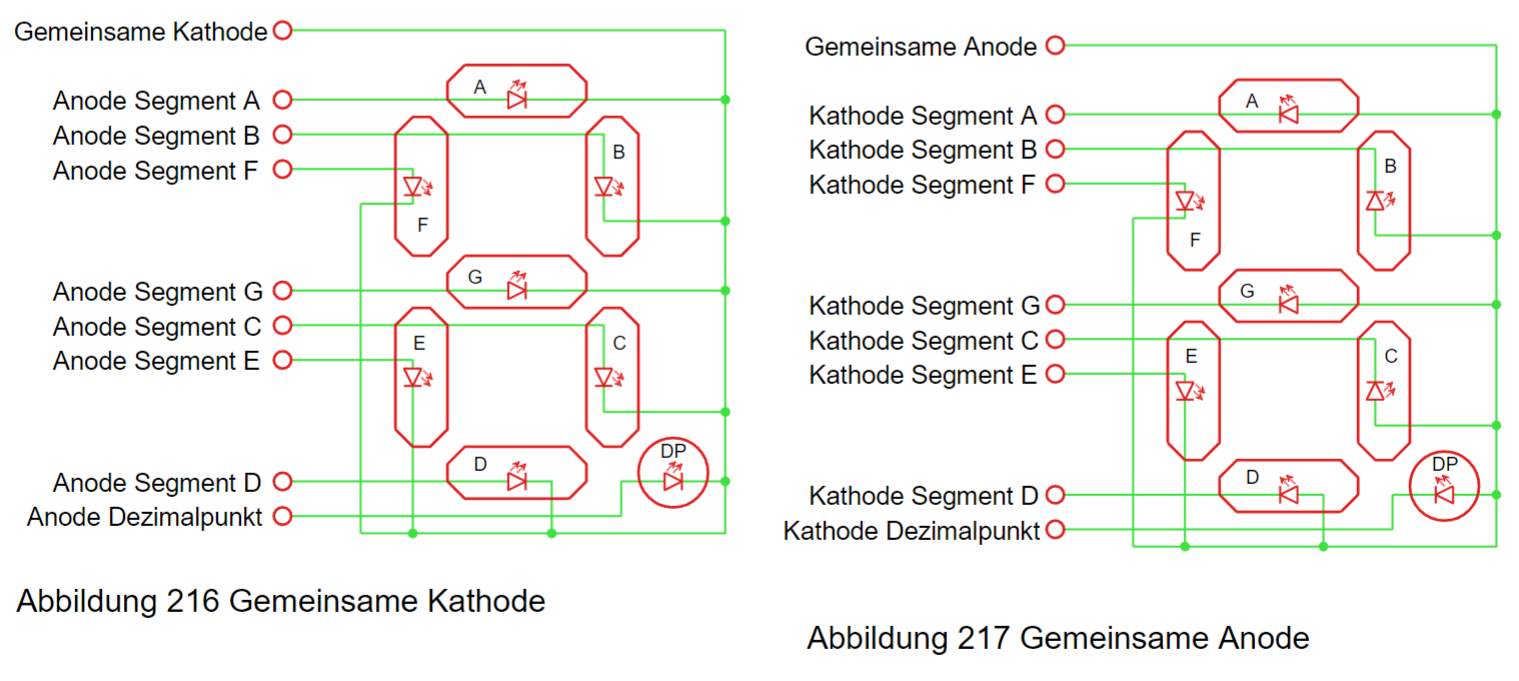 Gemeinsame Kathode
Anode Segment A
Anode Segment B
Anode Segment F
Anode Segment G
Anode Segment C
Anode Segment E
Anode Segment D
Anode Dezimalpunkt
A
B
F
G
E
C
D
DP
Abbildung 216 Gemeinsame Kathode
Gemeinsame Anode
Kathode Segment A
Kathode Segment B
Kathode Segment F
Kathode Segment G
Kathode Segment C
Kathode Segment E
Kathode Segment D
Kathode Dezimalpunkt
A
B
F
G
E
C
D
DP
Abbildung 217 Gemeinsame Anode